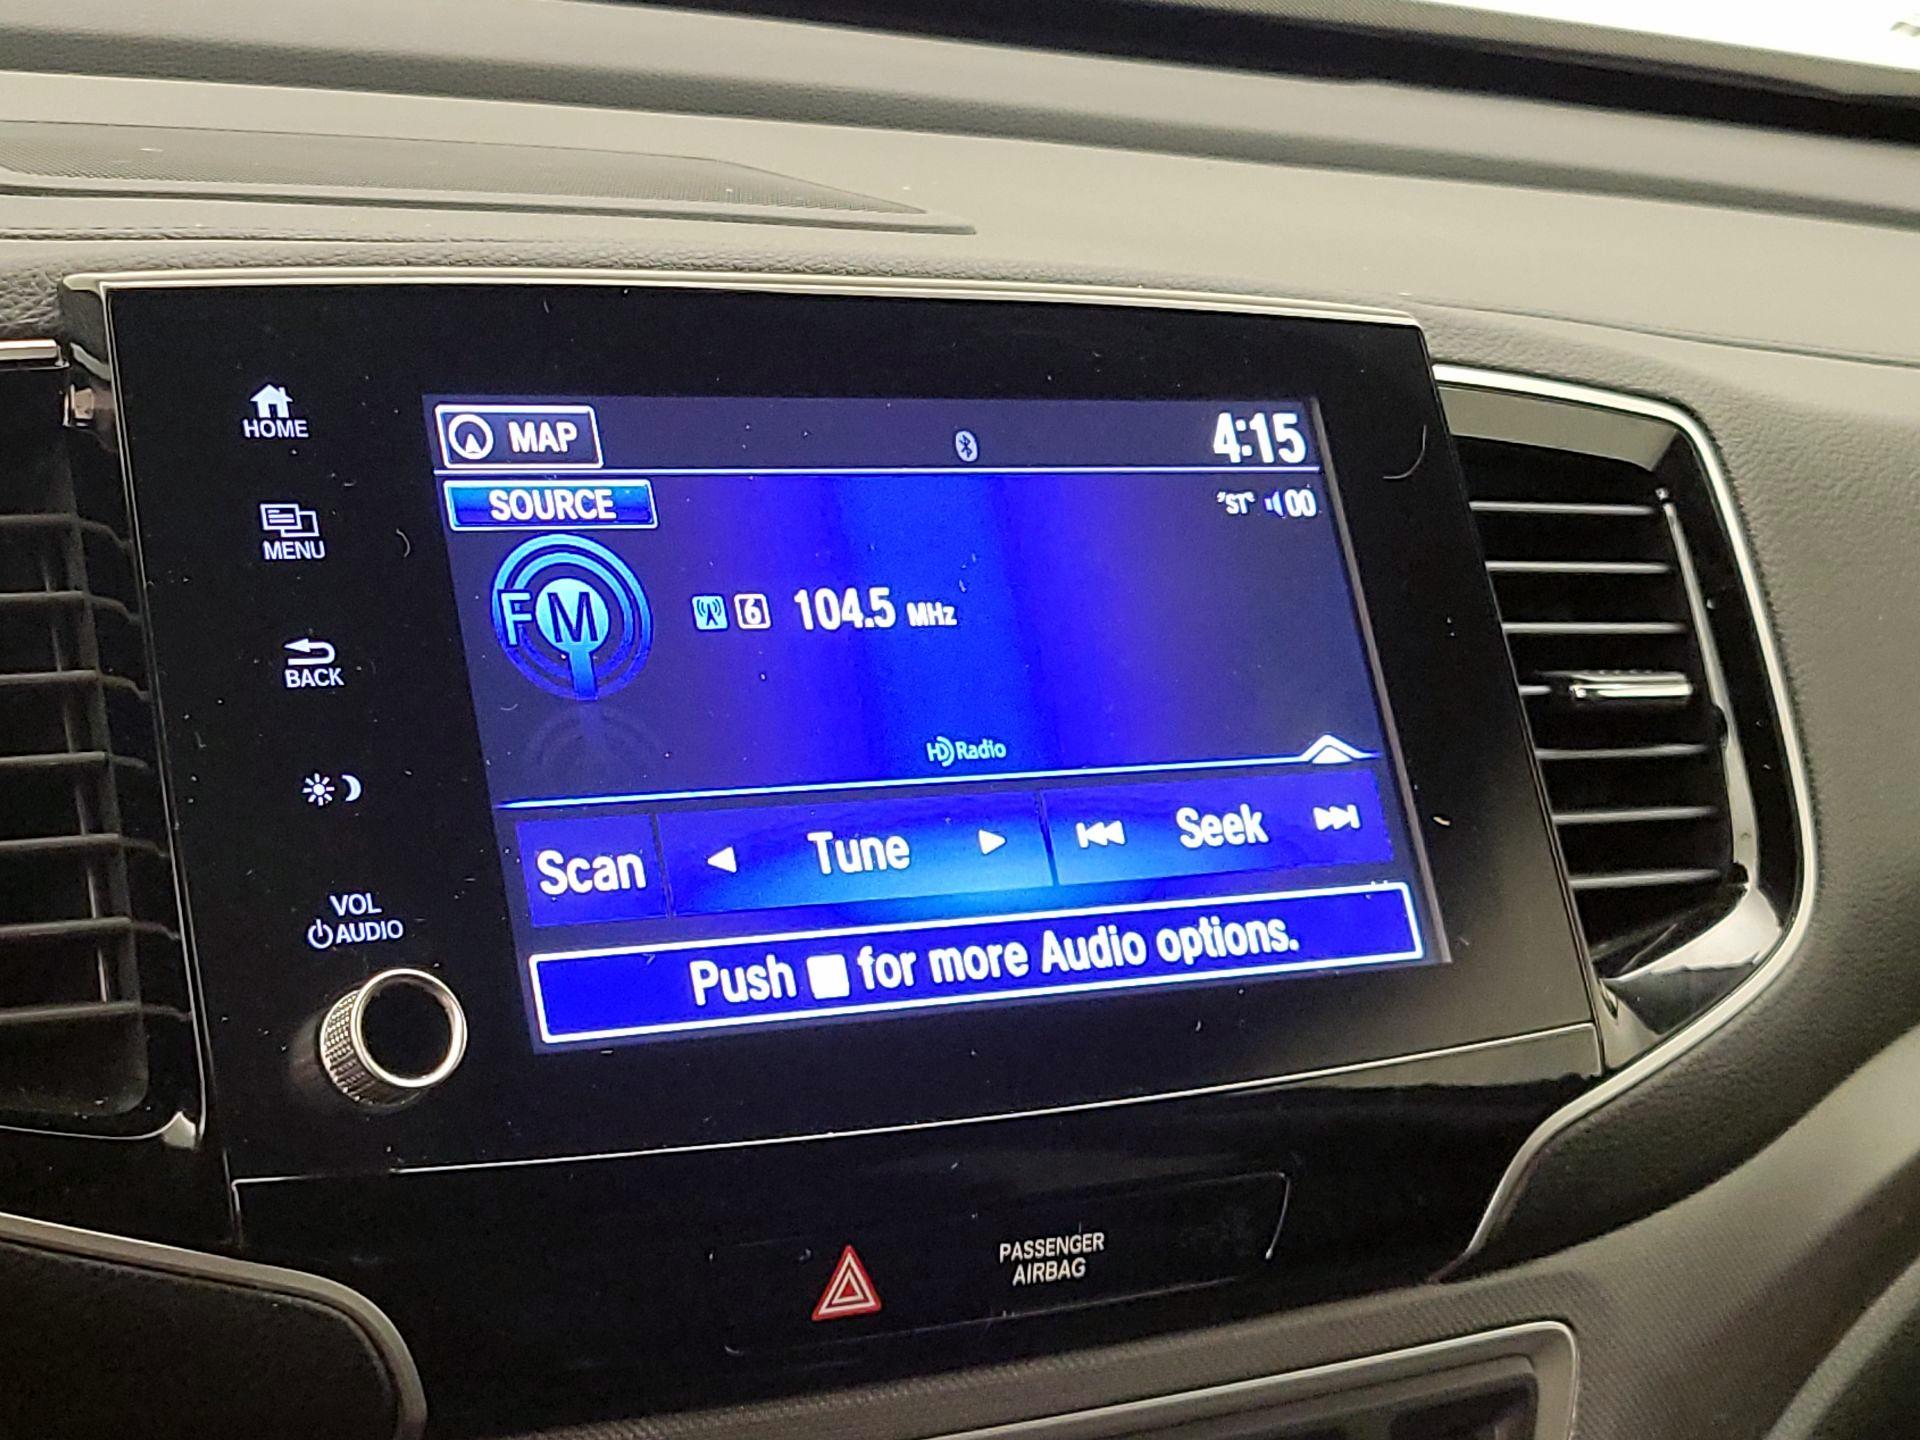 HOME
MENU
BACK
VOL
AUDIO
MAP
4:15
SOURCE
"ST" 00
FM
6 104.5 MHz
HD Radio
Scan Tune Seek
Push for more Audio options.
PASSENGER
AIRBAG